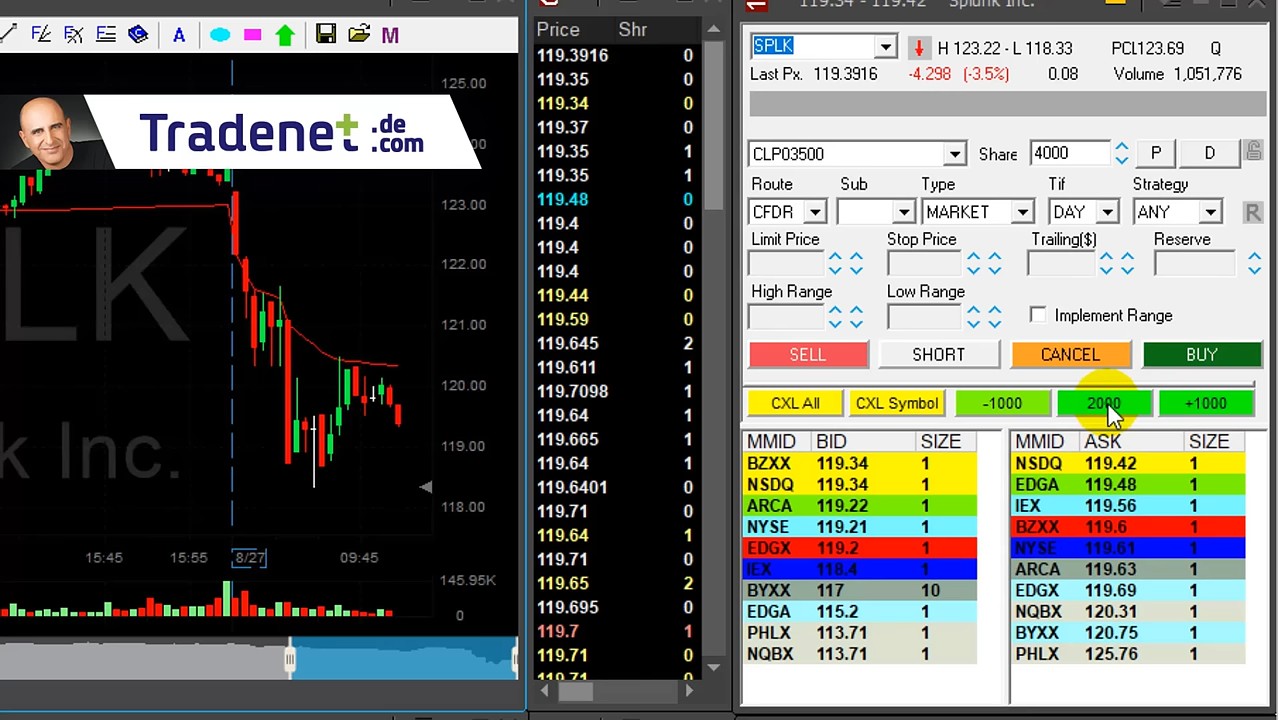 119.34 - 119.42 Splunk Inc.
A
M
Tradenet .de
.com
125.00
123.00
122.00
121.00
120.00
119.00
118.00
LK
k Inc.
15:45 15:55 8/27 09:45
145.95K
0
Price Shr
119.3916 0
119.35 0
119.34 0
119.37 0
119.35 1
119.35 1
119.48 0
119.4 0
119.4 0
119.4 0
119.44 0
119.59 0
119.645 2
119.611 1
119.7098 1
119.64 1
119.665 1
119.64 1
119.6401 0
119.71 0
119.64 1
119.71 0
119.65 2
119.695 1
119.7 1
119.71 0
119.71 0
SPLK H 123.22 - L 118.33 PCL123.69 Q
Last Px. 119.3916 -4.298 (-3.5%) 0.08 Volume 1,051,776
CLP03500 Share 4000 P D
Route Sub Type Tif Strategy
CFDR MARKET DAY ANY R
Limit Price Stop Price Trailing($) Reserve
High Range Low Range
Implement Range
SELL SHORT CANCEL BUY
CXL All CXL Symbol -1000 2000 +1000
MMID BID SIZE MMID ASK SIZE
BZXX 119.34 1 NSDQ 119.42 1
NSDQ 119.34 1 EDGA 119.48 1
ARCA 119.22 1 IEX 119.56 1
NYSE 119.21 1 BZXX 119.6 1
EDGX 119.2 1 NYSE 119.61 1
IEX 118.4 1 ARCA 119.63 1
BYXX 117 10 EDGX 119.69 1
EDGA 115.2 1 NQBX 120.31 1
PHLX 113.71 1 BYXX 120.75 1
NQBX 113.71 1 PHLX 125.76 1